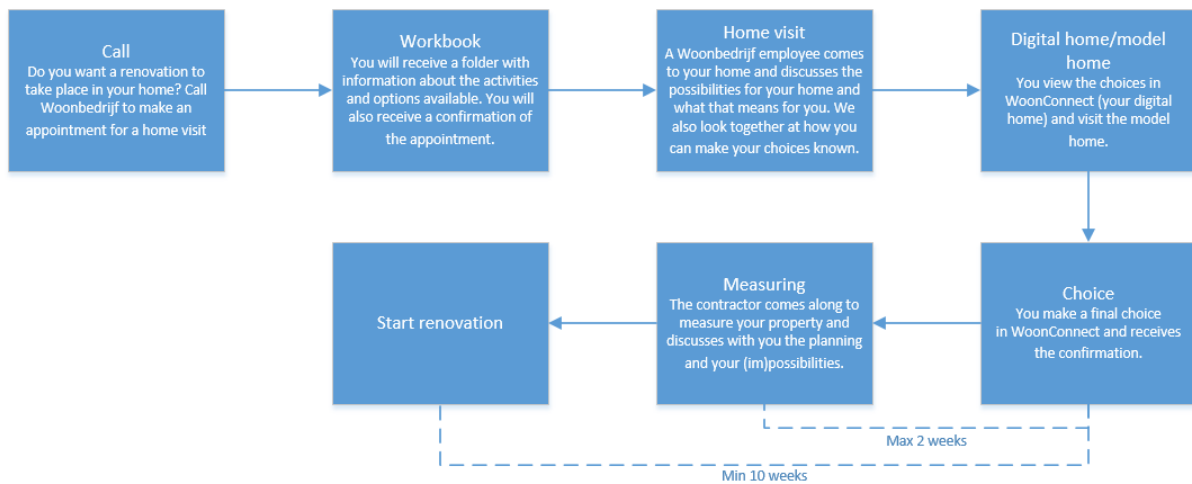 Call
Do you want a renovation to
take place in your home? Call
Woonbedrijf to make an
appointment for a home visit
Workbook
You will receive a folder with
information about the activities
and options available. You will
also receive a confirmation of
the appointment.
Home visit
A Woonbedrijf employee comes
to your home and discusses the
possibilities for your home and
what that means for you. We
also look together at how you
can make your choices known.
Digital home/model
home
You view the choices in
WoonConnect (your digital
home) and visit the model
home.
Start renovation
Measuring
The contractor comes along to
measure your property and
discusses with you the planning
and your (im)possibilities.
Choice
You make a final choice
in WoonConnect and receives
the confirmation.
Max 2 weeks
Min 10 weeks